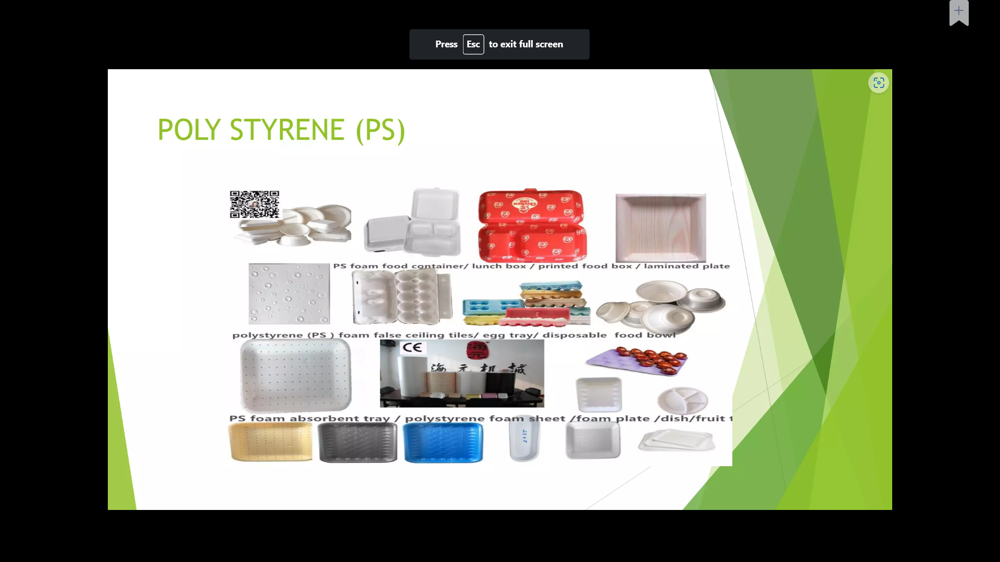 Press Esc to exit full screen
POLY STYRENE (PS)
PS foam food container/ lunch box / printed food box / laminated plate
polystyrene (PS ) foam false ceiling tiles/ egg tray/ disposable food bowl
CE
海元
海元机械
PS foam absorbent tray / polystyrene foam sheet /foam plate /dish/fruit t